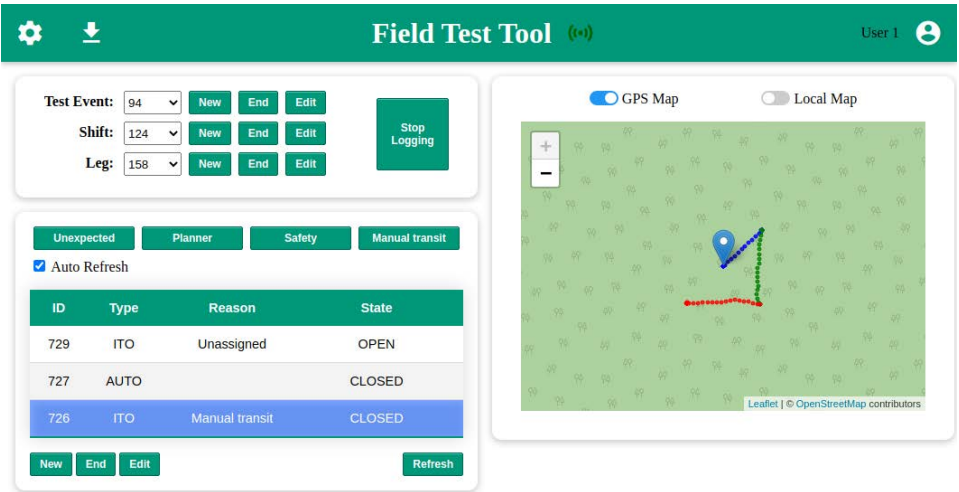 Field Test Tool
User 1
Test Event: 94 New End Edit
Shift: 124 New End Edit
Leg: 158 New End Edit
Stop
Logging
Unexpected Planner Safety Manual transit
Auto Refresh
ID Type Reason State
729 ITO Unassigned OPEN
727 AUTO CLOSED
726 ITO Manual transit CLOSED
New End Edit Refresh
GPS Map Local Map
+
−
Leaflet | © OpenStreetMap contributors